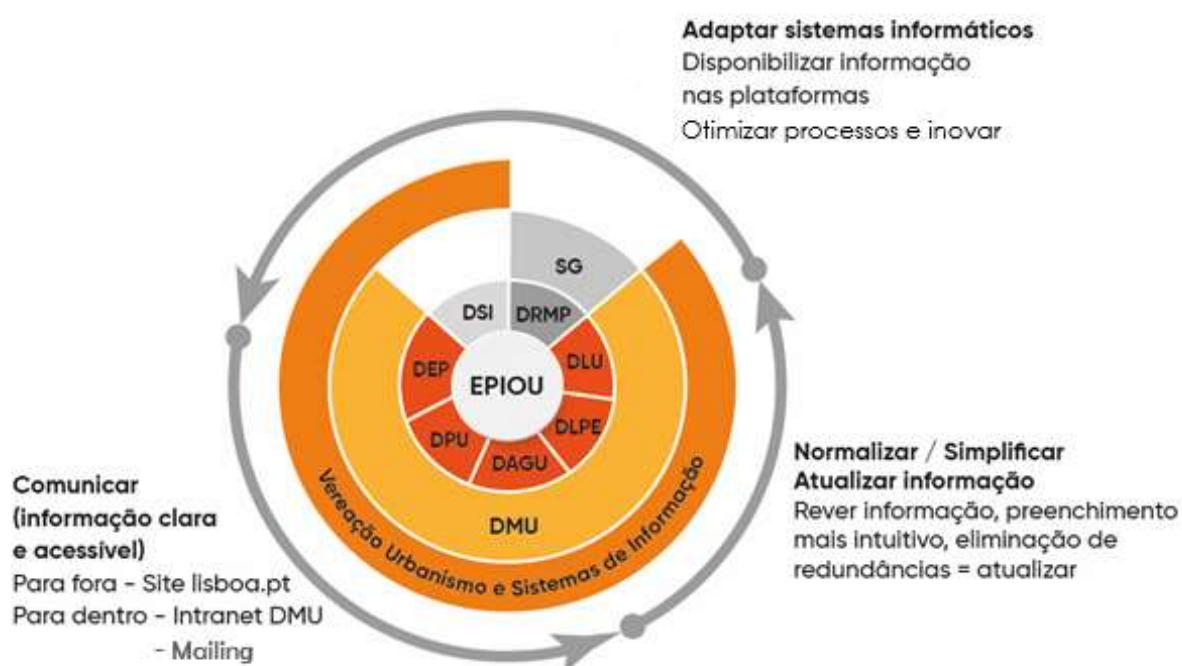 Adaptar sistemas informáticos
Disponibilizar informação
nas plataformas
Otimizar processos e inovar
SG
DSI
DRMP
DEP
DLU
EPIOU
DPU
DLPE
DAGU
DMU
Vereação Urbanismo e Sistemas de Informação
Normalizar / Simplificar
Atualizar informação
Rever informação, preenchimento
mais intuitivo, eliminação de
redundâncias = atualizar
Comunicar
(informação clara
e acessível)
Para fora - Site lisboa.pt
Para dentro - Intranet DMU
- Mailing